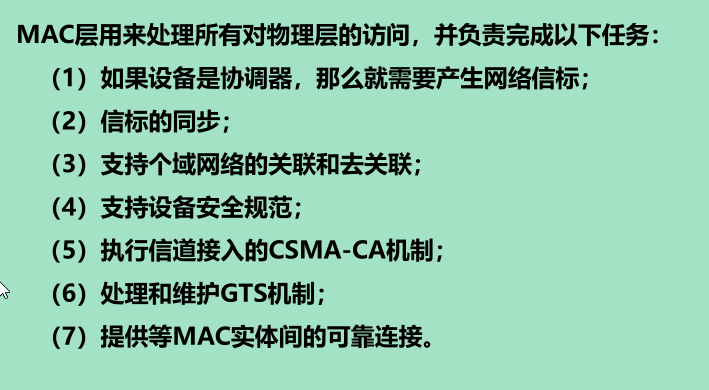 MAC层用来处理所有对物理层的访问，并负责完成以下任务：
（1）如果设备是协调器，那么就需要产生网络信标；
（2）信标的同步；
（3）支持个域网络的关联和去关联；
（4）支持设备安全规范；
（5）执行信道接入的CSMA-CA机制；
（6）处理和维护GTS机制；
（7）提供等MAC实体间的可靠连接。